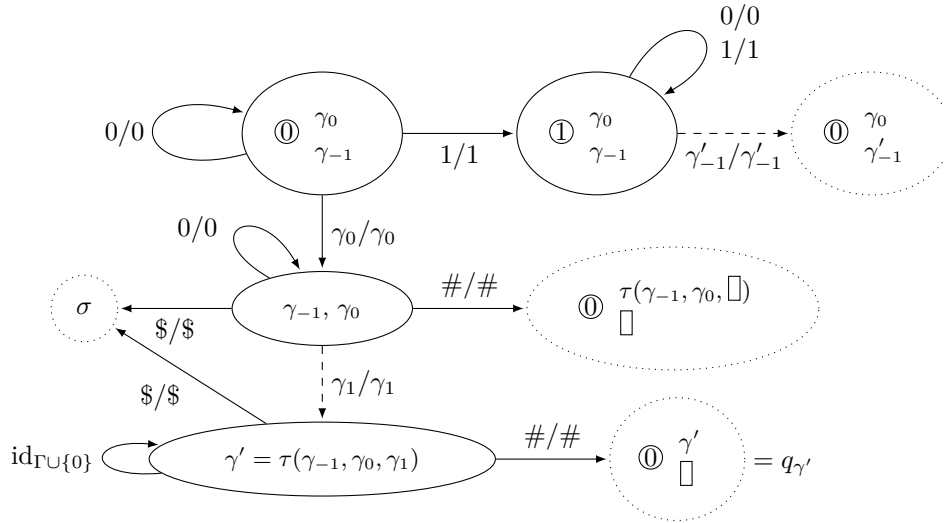 0/0
1/1
0/0
⓪ γ₀
γ₋₁
1/1
① γ₀
γ₋₁
γ′₋₁/γ′₋₁
⓪ γ₀
γ′₋₁
0/0
γ₀/γ₀
σ
$/$
γ₋₁, γ₀
#/#
⓪ τ(γ₋₁, γ₀, □)
□
$/$
γ₁/γ₁
id_{Γ∪{0}}
γ′ = τ(γ₋₁, γ₀, γ₁)
#/#
⓪ γ′
□
= q_{γ′}